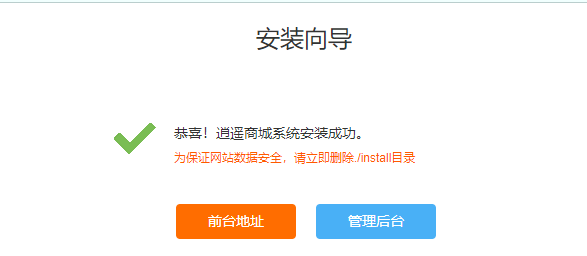 安装向导
恭喜！逍遥商城系统安装成功。
为保证网站数据安全，请立即删除./install目录
前台地址
管理后台